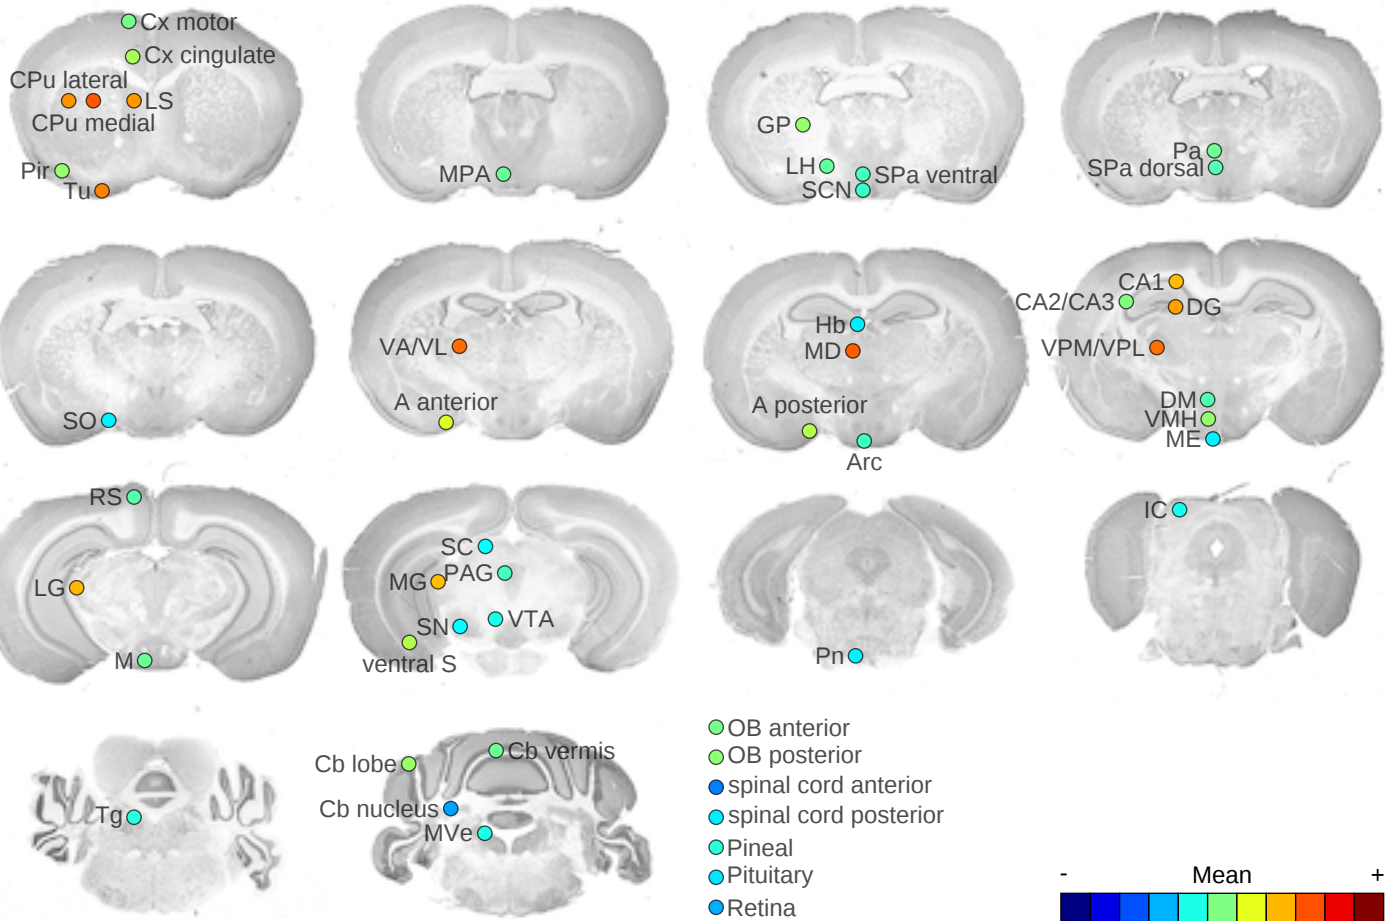 Cx motor
Cx cingulate
CPu lateral
LS
CPu medial
Pir
Tu
MPA
GP
LH
SPa ventral
SCN
Pa
SPa dorsal
SO
VA/VL
A anterior
Hb
MD
A posterior
Arc
CA1
CA2/CA3
DG
VPM/VPL
DM
VMH
ME
RS
LG
M
SC
MG
PAG
SN
VTA
ventral S
Pn
IC
Tg
Cb lobe
Cb vermis
Cb nucleus
MVe
OB anterior
OB posterior
spinal cord anterior
spinal cord posterior
Pineal
Pituitary
Retina
- Mean +